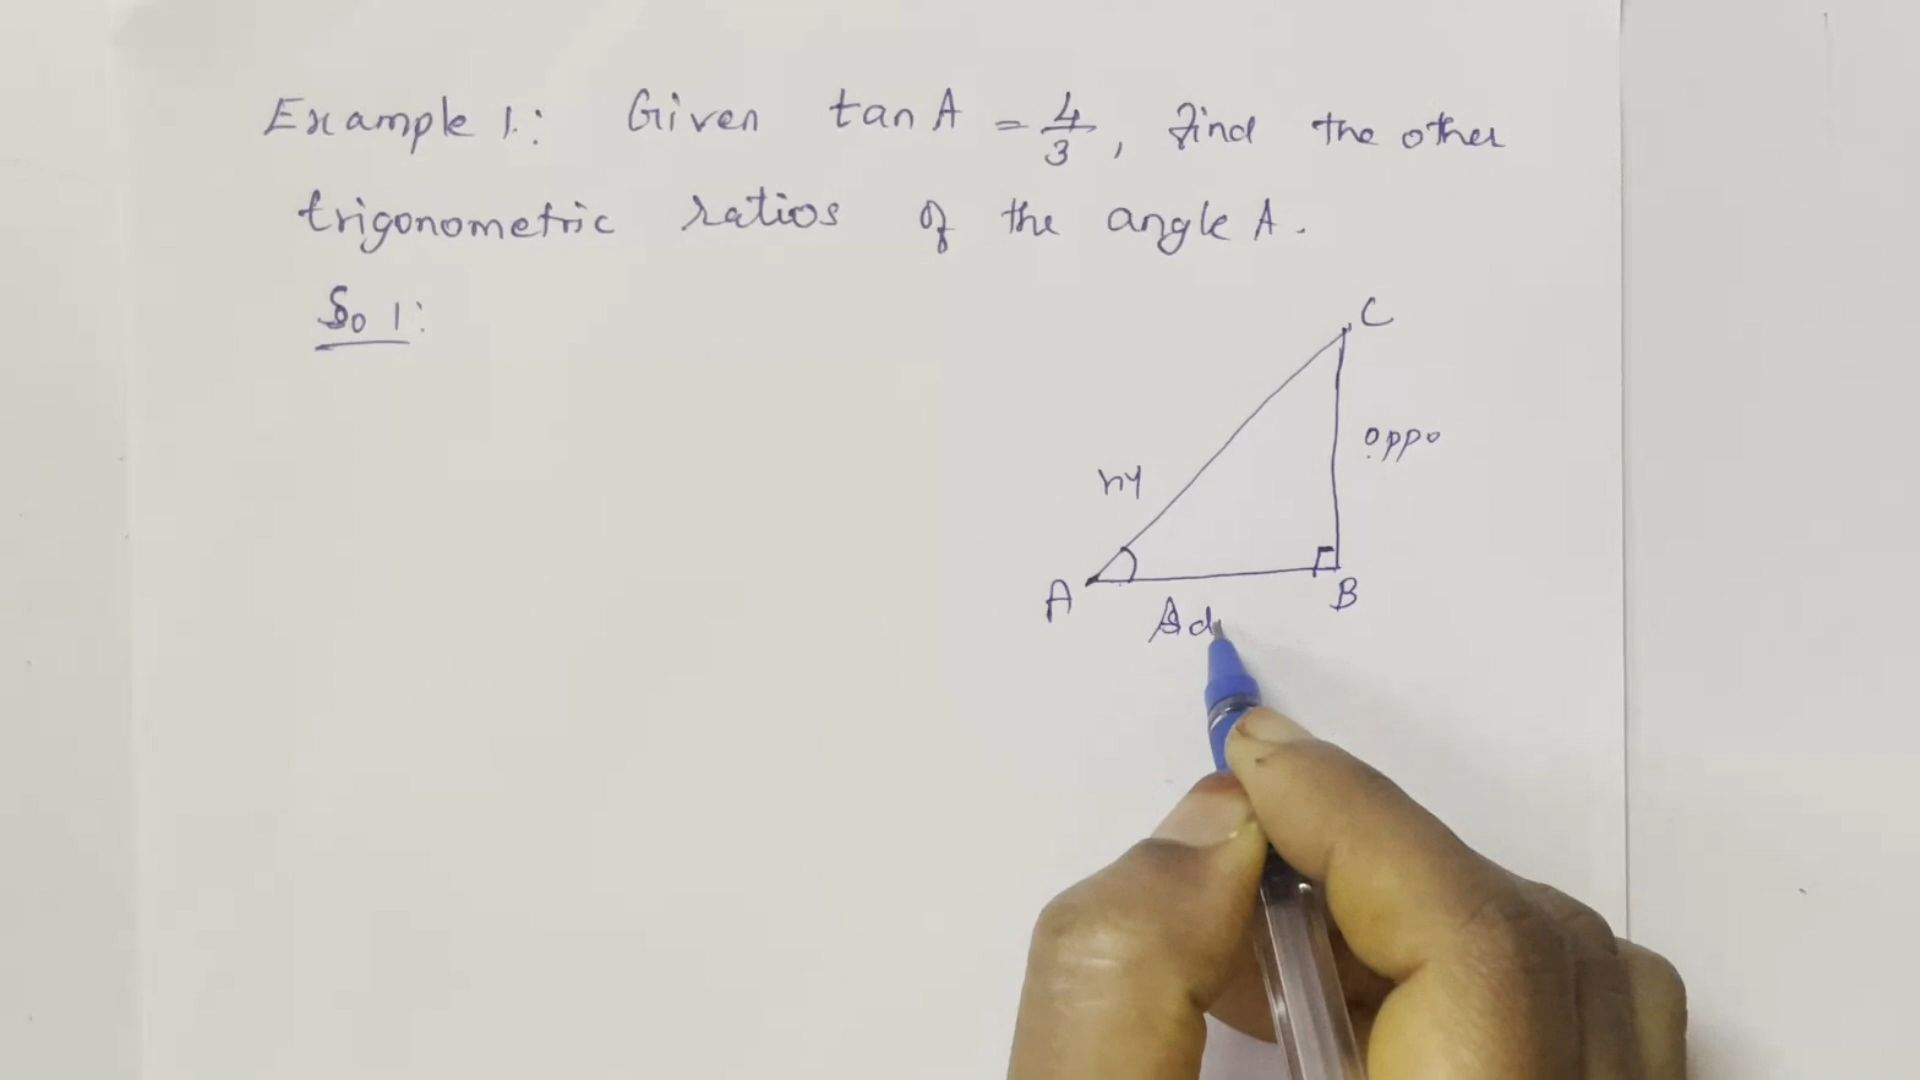 Example 1.: Given tan A = 4/3, find the other
trigonometric ratios of the angle A.
Sol:
C
oppo
hy
A
B
Ad